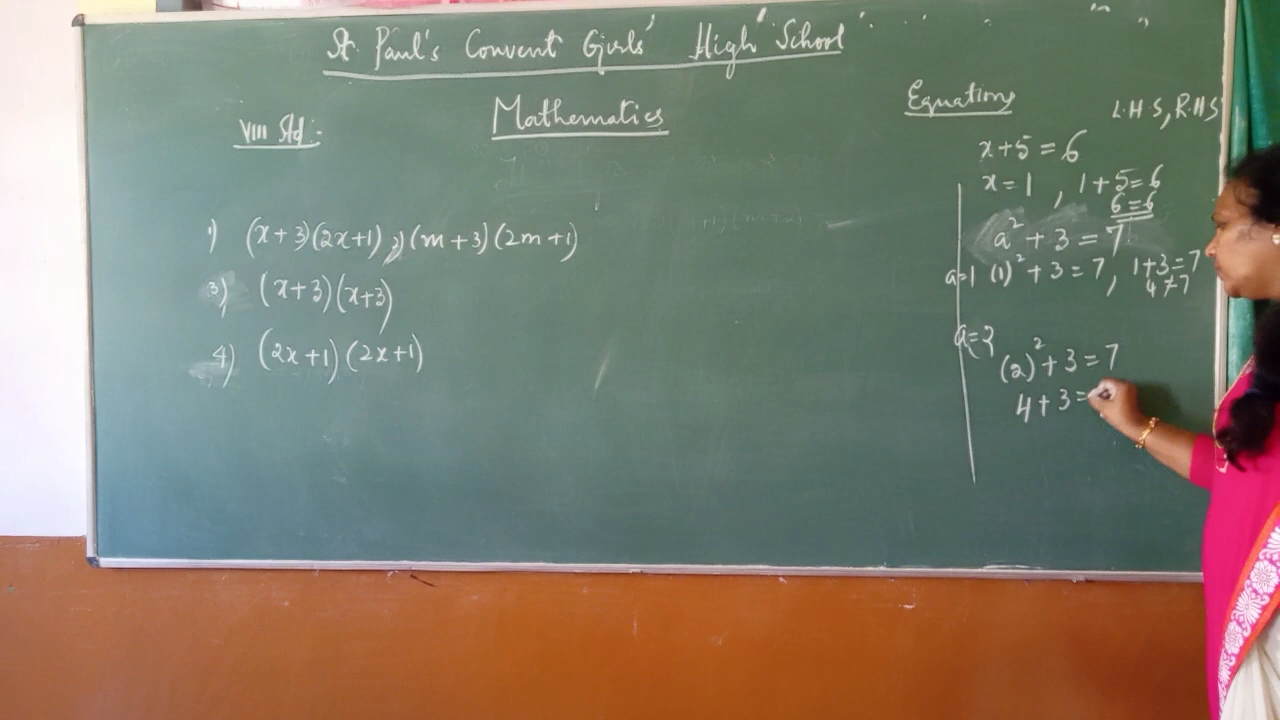 St. Paul's Convent Girls' High School
Mathematics
VIII Std:-
1) (x+3)(2x+1), 2) (m+3)(2m+1)
3) (x+3)(x+3)
4) (2x+1)(2x+1)
Equations
L.H.S, R.H.S
x+5=6
x=1, 1+5=6
6=6
a²+3=7
a=1 (1)²+3=7, 1+3=7
4≠7
a=2
(2)²+3=7
4+3=